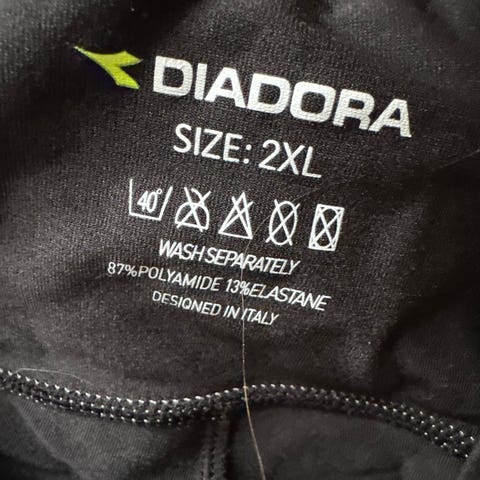 DIADORA
SIZE: 2XL
40°
WASH SEPARATELY
87%POLYAMIDE 13%ELASTANE
DESIGNED IN ITALY